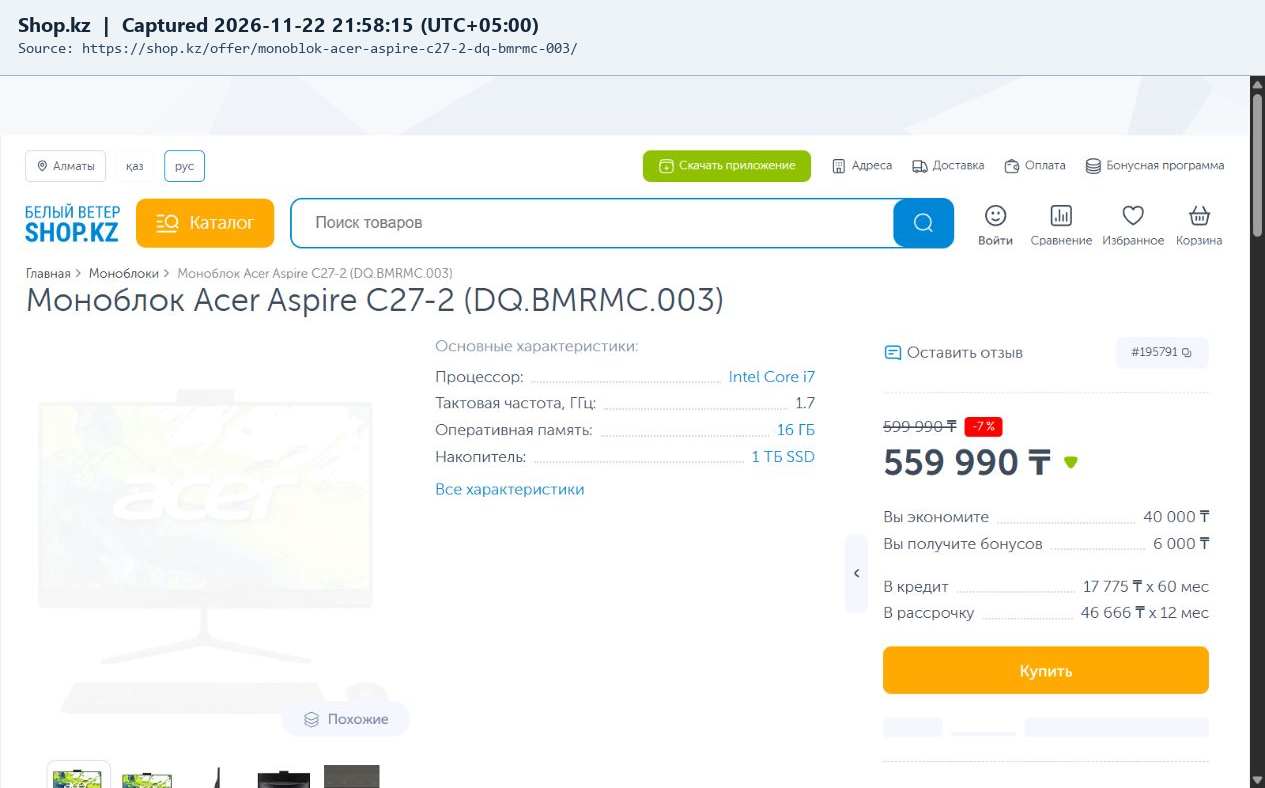 Shop.kz | Captured 2026-11-22 21:58:15 (UTC+05:00)
Source: https://shop.kz/offer/monoblok-acer-aspire-c27-2-dq-bmrmc-003/
Алматы қаз рус Скачать приложение Адреса Доставка Оплата Бонусная программа
БЕЛЫЙ ВЕТЕР
SHOP.KZ
Каталог
Поиск товаров
Войти Сравнение Избранное Корзина
Главная > Моноблоки > Моноблок Acer Aspire C27-2 (DQ.BMRMC.003)
Моноблок Acer Aspire C27-2 (DQ.BMRMC.003)
acer
Похожие
Основные характеристики:
Процессор: Intel Core i7
Тактовая частота, ГГц: 1.7
Оперативная память: 16 ГБ
Накопитель: 1 ТБ SSD
Все характеристики
Оставить отзыв #195791
599 990 ₸ -7 %
559 990 ₸
Вы экономите 40 000 ₸
Вы получите бонусов 6 000 ₸
В кредит 17 775 ₸ x 60 мес
В рассрочку 46 666 ₸ x 12 мес
Купить